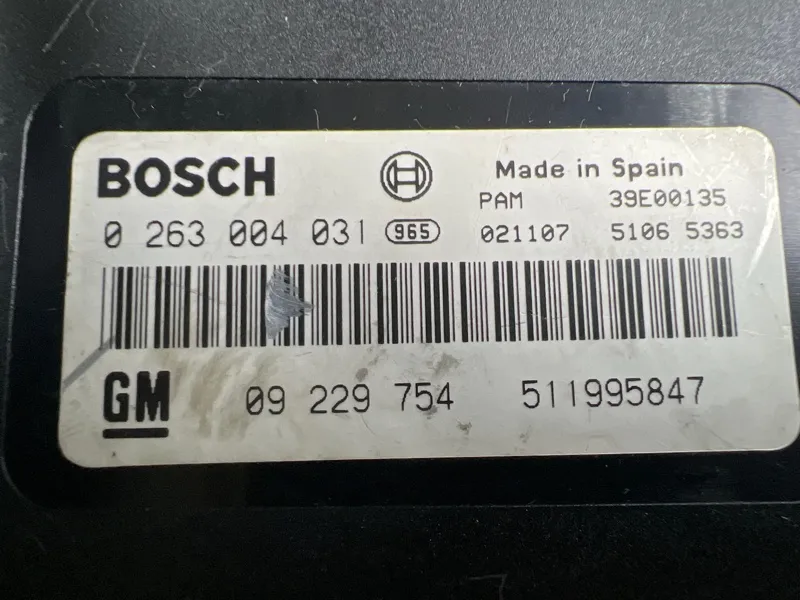 BOSCH Made in Spain
PAM 39E00135
0 263 004 031 965 021107 5106 5363
GM 09 229 754 511995847